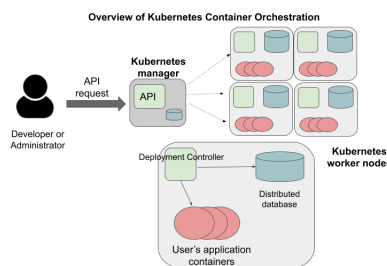 Overview of Kubernetes Container Orchestration
API
request
Kubernetes
manager
API
Developer or
Administrator
Kubernetes
worker nodes
Deployment Controller
Distributed
database
User's application
containers